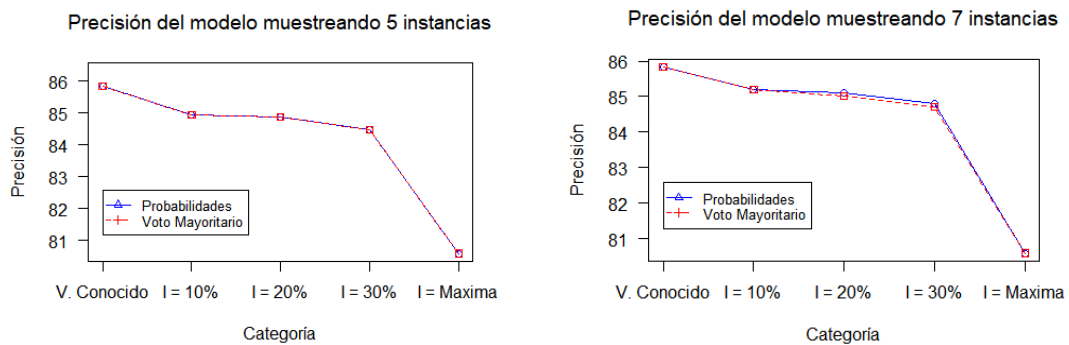 Precisión del modelo muestreando 5 instancias
86
85
84
83
82
81
Precisión
Probabilidades
Voto Mayoritario
V. Conocido I = 10% I = 20% I = 30% I = Maxima
Categoría
Precisión del modelo muestreando 7 instancias
86
85
84
83
82
81
Precisión
Probabilidades
Voto Mayoritario
V. Conocido I = 10% I = 20% I = 30% I = Maxima
Categoría